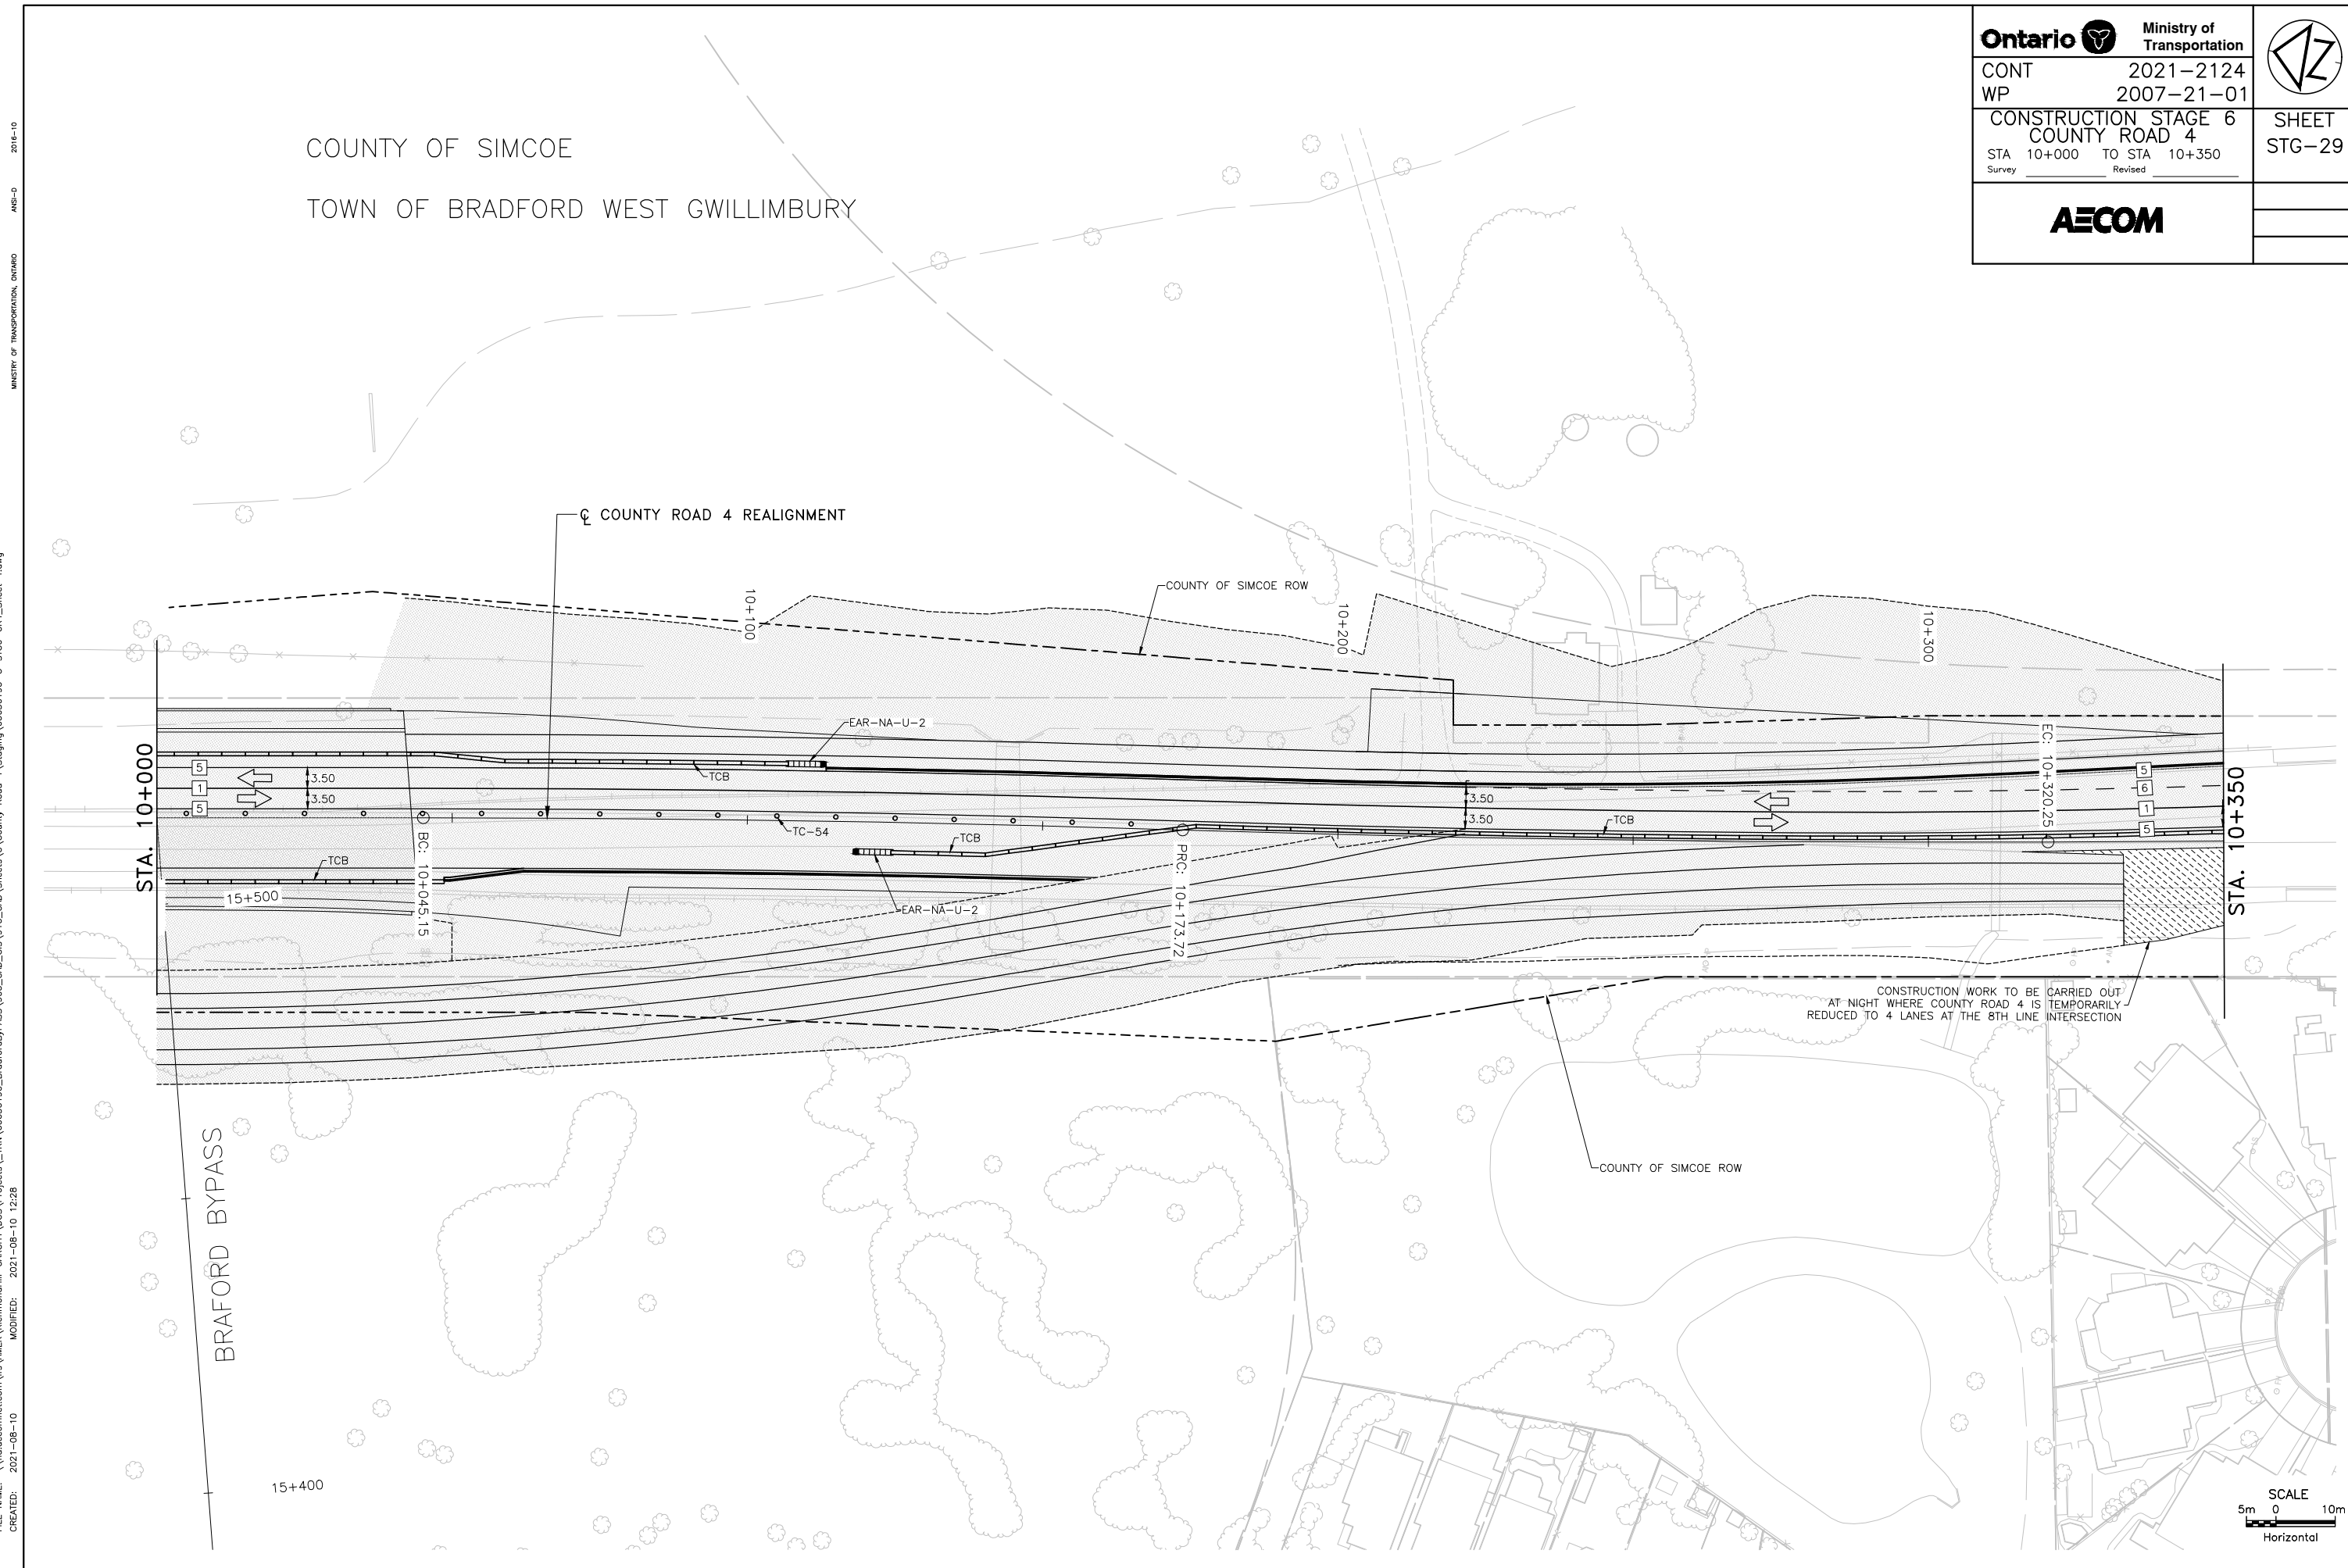 Ontario
Ministry of
Transportation
CONT 2021-2124
WP 2007-21-01
CONSTRUCTION STAGE 6
COUNTY ROAD 4
STA 10+000 TO STA 10+350
Survey Revised
SHEET
STG-29
AECOM
COUNTY OF SIMCOE
TOWN OF BRADFORD WEST GWILLIMBURY
℄ COUNTY ROAD 4 REALIGNMENT
COUNTY OF SIMCOE ROW
10+100
10+200
10+300
EAR-NA-U-2
TCB
STA. 10+000
5
1
5
3.50
3.50
BC: 10+045.15
TC-54
TCB
TCB
15+500
EAR-NA-U-2
PRC: 10+173.72
3.50
3.50
TCB
EC: 10+320.25
5
6
1
5
STA. 10+350
CONSTRUCTION WORK TO BE CARRIED OUT
AT NIGHT WHERE COUNTY ROAD 4 IS TEMPORARILY
REDUCED TO 4 LANES AT THE 8TH LINE INTERSECTION
COUNTY OF SIMCOE ROW
BRAFORD BYPASS
15+400
SCALE
5m 0 10m
Horizontal
2016-10
ANSI-D
MINISTRY OF TRANSPORTATION, ONTARIO
MODIFIED: 2021-08-10 12:28
CREATED: 2021-08-10